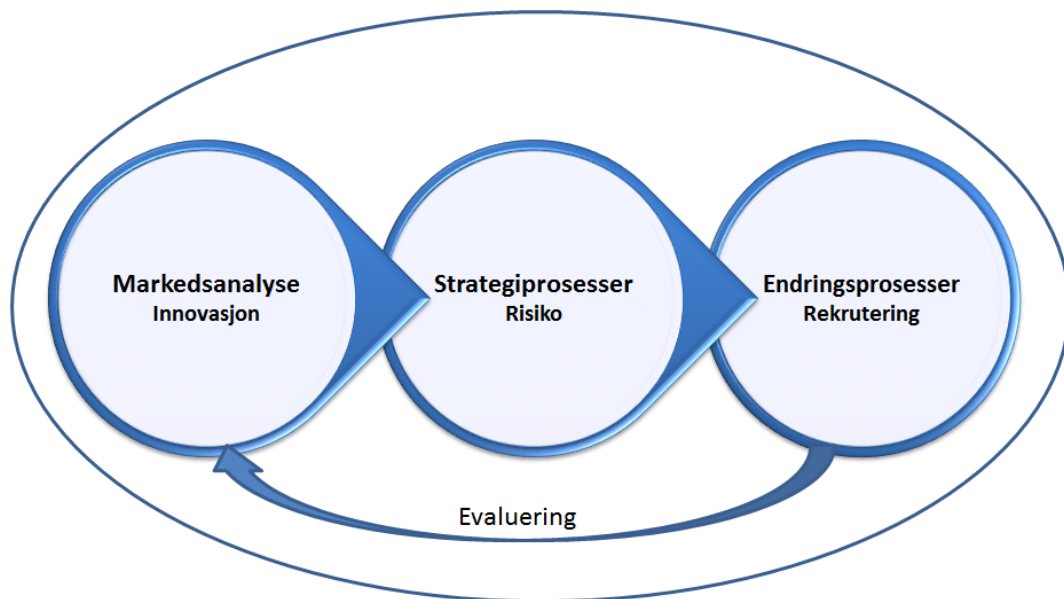 Markedsanalyse
Innovasjon
Strategiprosesser
Risiko
Endringsprosesser
Rekrutering
Evaluering